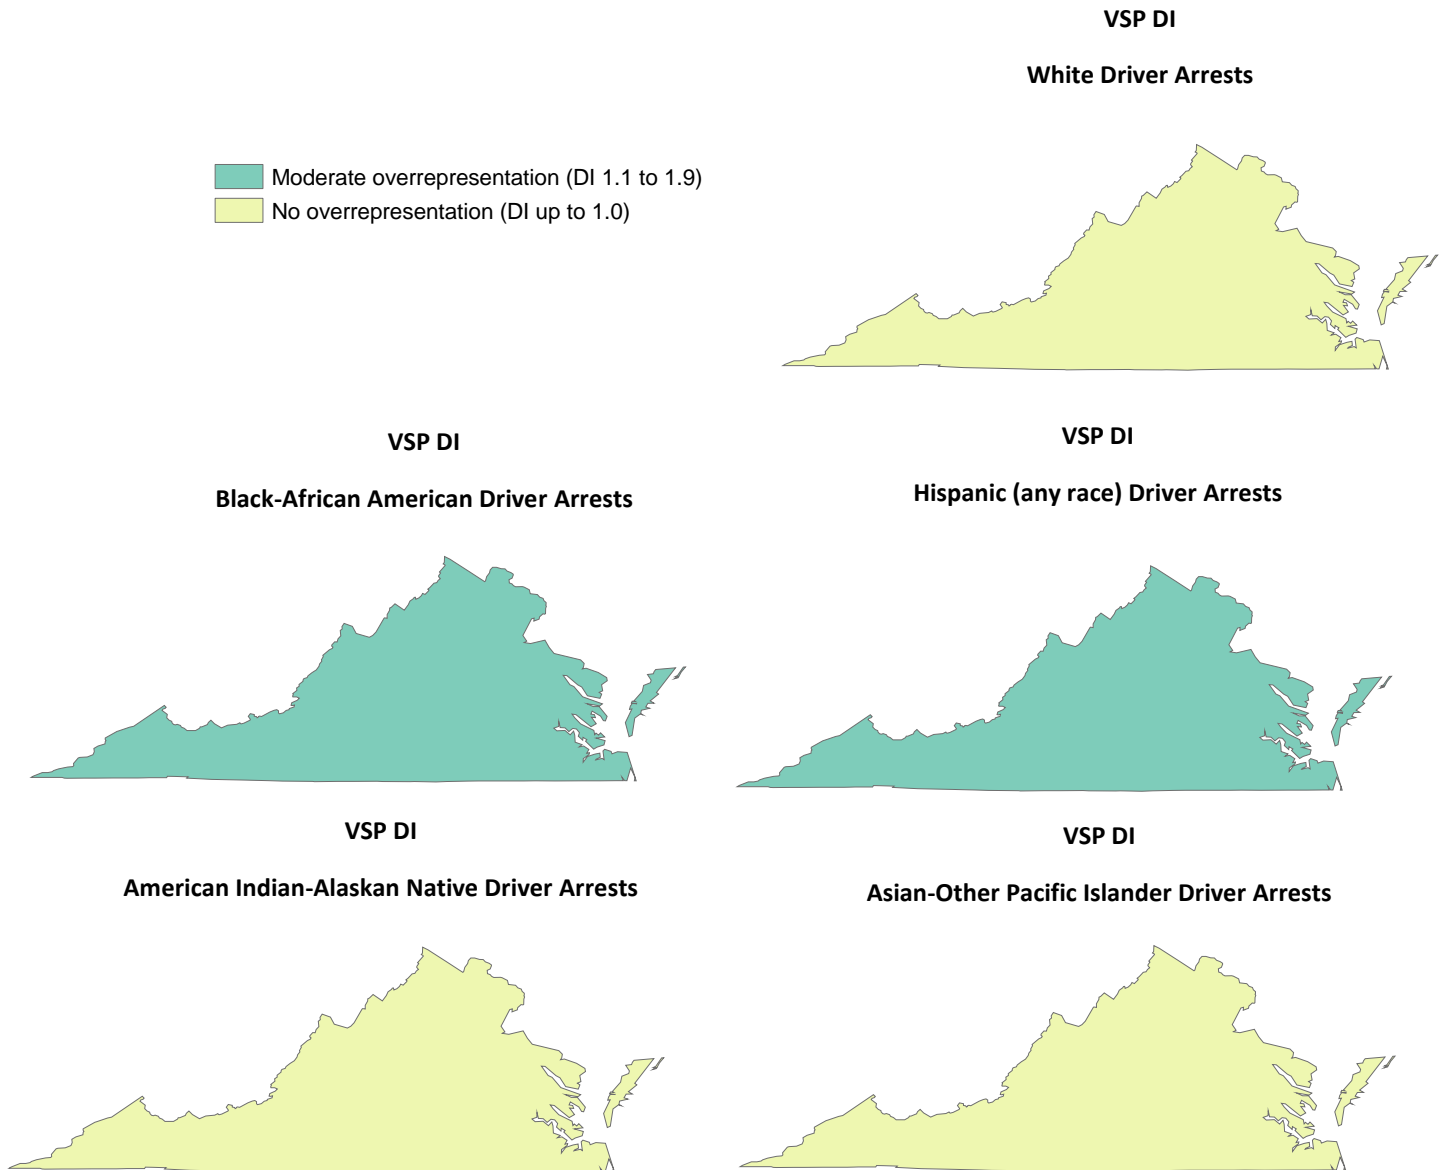 VSP DI
White Driver Arrests
Moderate overrepresentation (DI 1.1 to 1.9)
No overrepresentation (DI up to 1.0)
VSP DI
Black-African American Driver Arrests
VSP DI
Hispanic (any race) Driver Arrests
VSP DI
American Indian-Alaskan Native Driver Arrests
VSP DI
Asian-Other Pacific Islander Driver Arrests